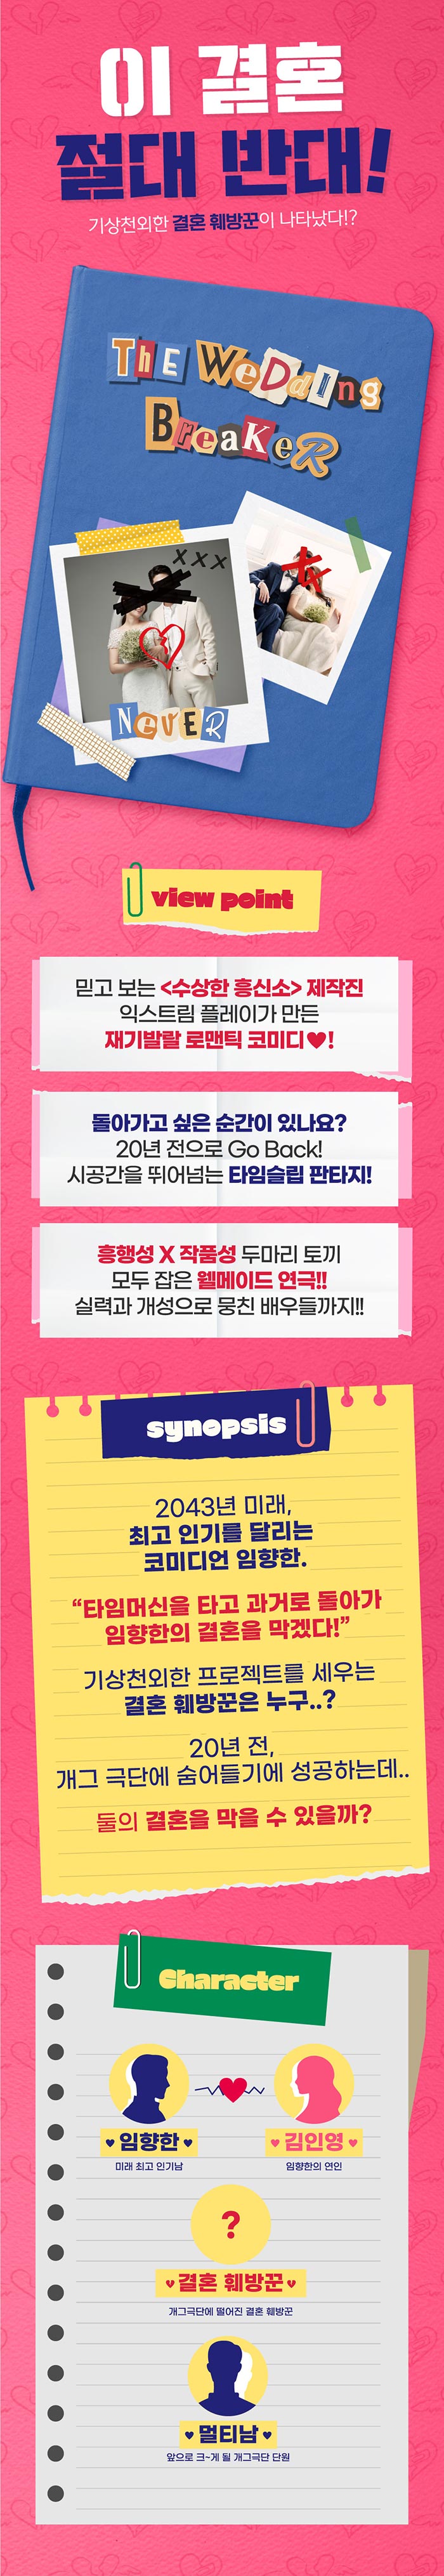 이 결혼
절대 반대!
기상천외한 결혼 훼방꾼이 나타났다!?
THE WeDdIng
BreaKeR
XXX
NeVER
view point
믿고 보는 <수상한 흥신소> 제작진
익스트림 플레이가 만든
재기발랄 로맨틱 코미디♥!
돌아가고 싶은 순간이 있나요?
20년 전으로 Go Back!
시공간을 뛰어넘는 타임슬립 판타지!
흥행성 X 작품성 두마리 토끼
모두 잡은 웰메이드 연극!!
실력과 개성으로 뭉친 배우들까지!!
synopsis
2043년 미래,
최고 인기를 달리는
코미디언 임향한.
“타임머신을 타고 과거로 돌아가
임향한의 결혼을 막겠다!”
기상천외한 프로젝트를 세우는
결혼 훼방꾼은 누구..?
20년 전,
개그 극단에 숨어들기에 성공하는데..
둘의 결혼을 막을 수 있을까?
Character
♥ 임향한 ♥
미래 최고 인기남
♥ 김인영 ♥
임향한의 연인
?
결혼 훼방꾼
개그극단에 떨어진 결혼 훼방꾼
♥ 멀티남 ♥
앞으로 크~게 될 개그극단 단원